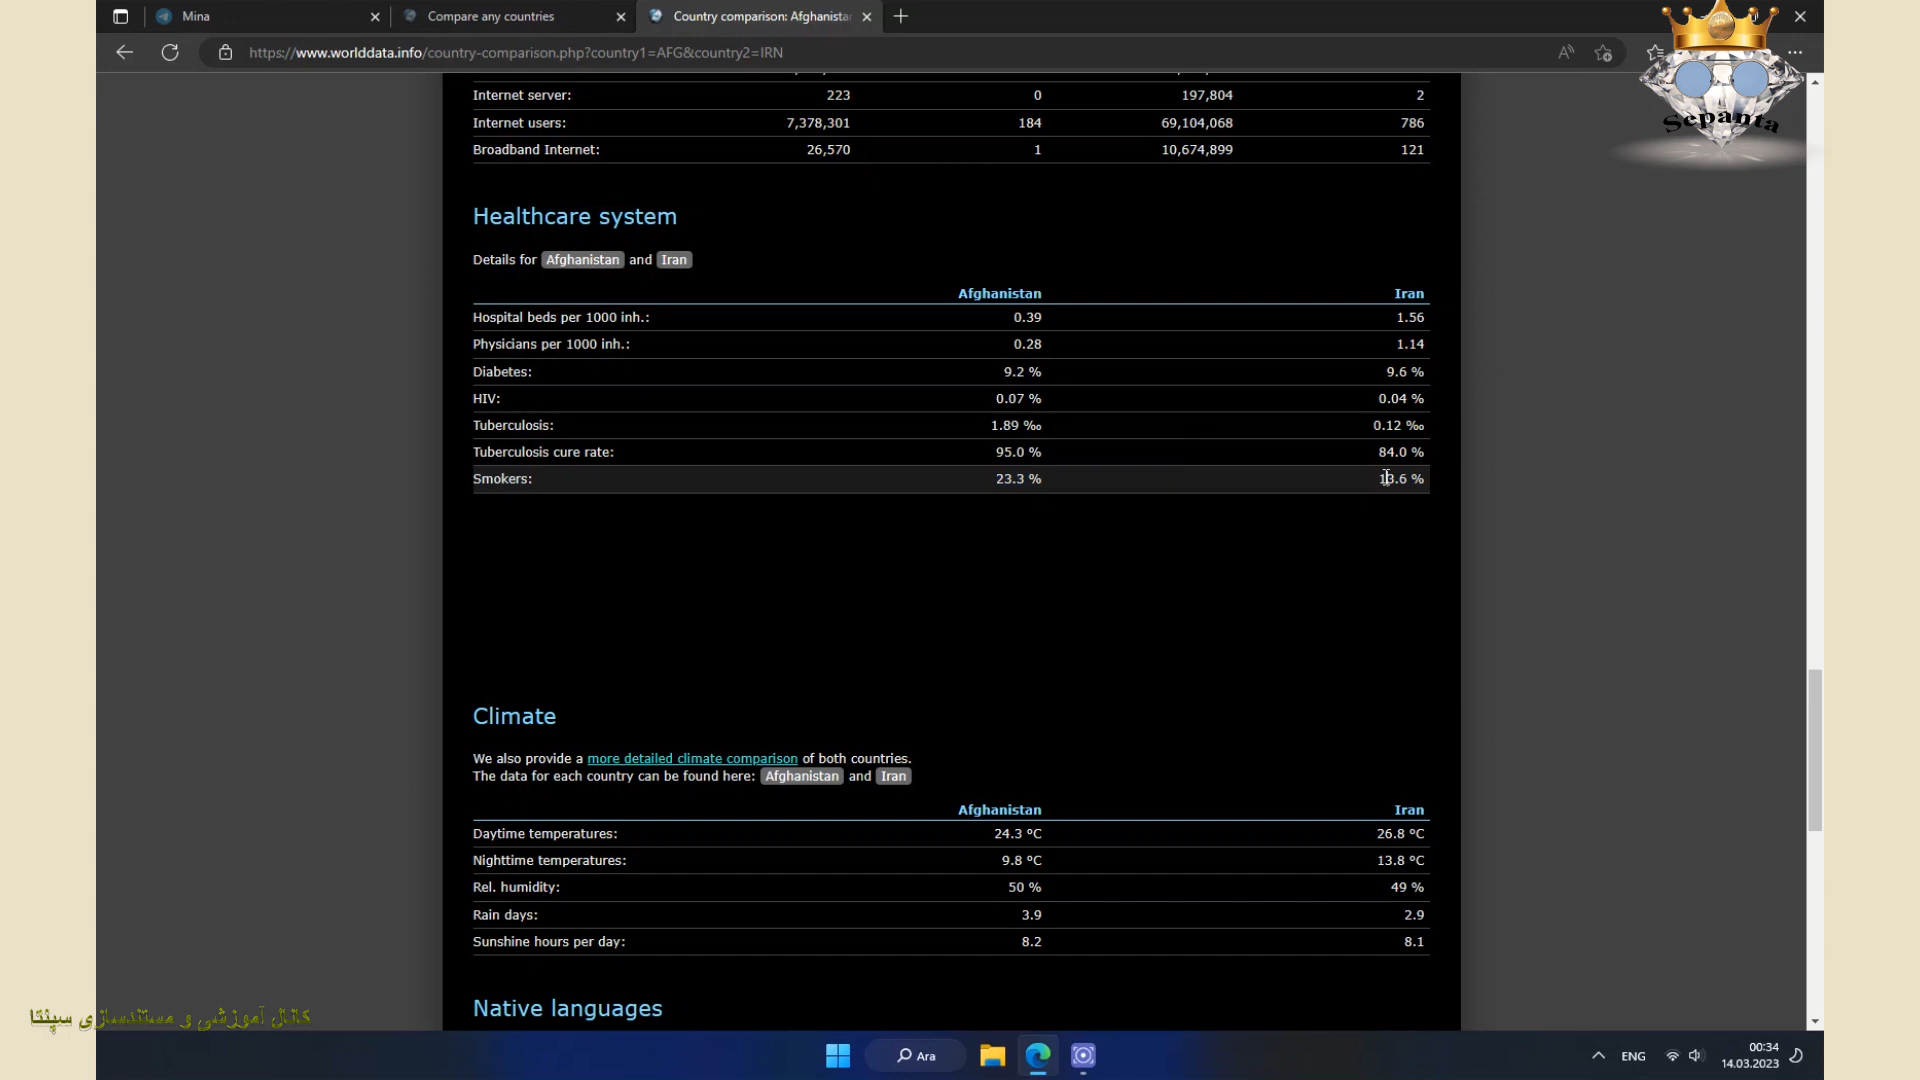 Mina
Compare any countries
Country comparison: Afghanista
https://www.worlddata.info/country-comparison.php?country1=AFG&country2=IRN
Sepanta
Internet server: 223 0 197,804 2
Internet users: 7,378,301 184 69,104,068 786
Broadband Internet: 26,570 1 10,674,899 121
Healthcare system
Details for Afghanistan and Iran
Afghanistan Iran
Hospital beds per 1000 inh.: 0.39 1.56
Physicians per 1000 inh.: 0.28 1.14
Diabetes: 9.2 % 9.6 %
HIV: 0.07 % 0.04 %
Tuberculosis: 1.89 ‰ 0.12 ‰
Tuberculosis cure rate: 95.0 % 84.0 %
Smokers: 23.3 % 13.6 %
Climate
We also provide a more detailed climate comparison of both countries.
The data for each country can be found here: Afghanistan and Iran
Afghanistan Iran
Daytime temperatures: 24.3 ºC 26.8 ºC
Nighttime temperatures: 9.8 ºC 13.8 ºC
Rel. humidity: 50 % 49 %
Rain days: 3.9 2.9
Sunshine hours per day: 8.2 8.1
Native languages
کانال آموزشی و مستندسازی سپنتا
Ara
ENG
00:34
14.03.2023